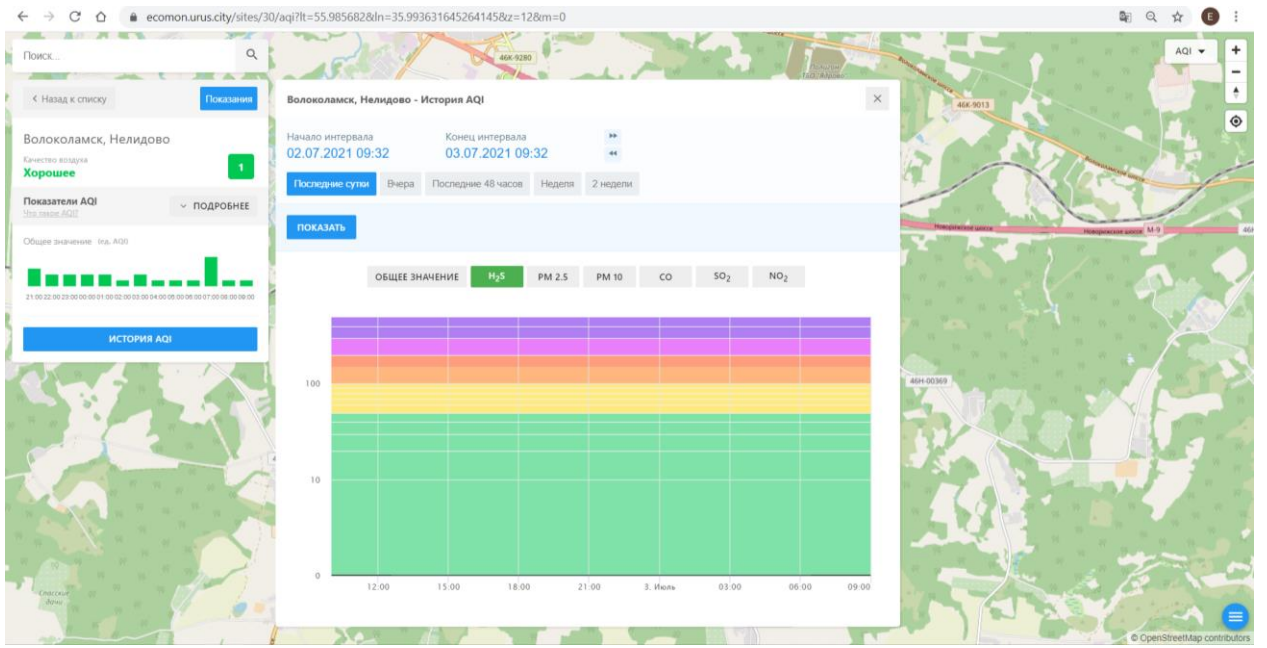 ecomon.urus.city/sites/30/aqi?lt=55.985682&ln=35.993631645264145&z=12&m=0
E
Поиск...
46К-9280
AQI
< Назад к списку
Показания
Волоколамск, Нелидово - История AQI
46К-9013
Волоколамск, Нелидово
Качество воздуха
Хорошее
1
Начало интервала
Конец интервала
02.07.2021 09:32
03.07.2021 09:32
Последние сутки
Вчера
Последние 48 часов
Неделя
2 недели
Показатели AQI
Что такое AQI?
ПОДРОБНЕЕ
ПОКАЗАТЬ
Новорижское шоссе
Новорижское шоссе
М-9
Общее значение (ед. AQI)
ОБЩЕЕ ЗНАЧЕНИЕ
H₂S
PM 2.5
PM 10
CO
SO₂
NO₂
21:00 22:00 23:00 00:00 01:00 02:00 03:00 04:00 05:00 06:00 07:00 08:00 09:00
ИСТОРИЯ AQI
100
46Н-00369
10
0
12:00
15:00
18:00
21:00
3. Июль
03:00
06:00
09:00
Спасские
дачи
© OpenStreetMap contributors